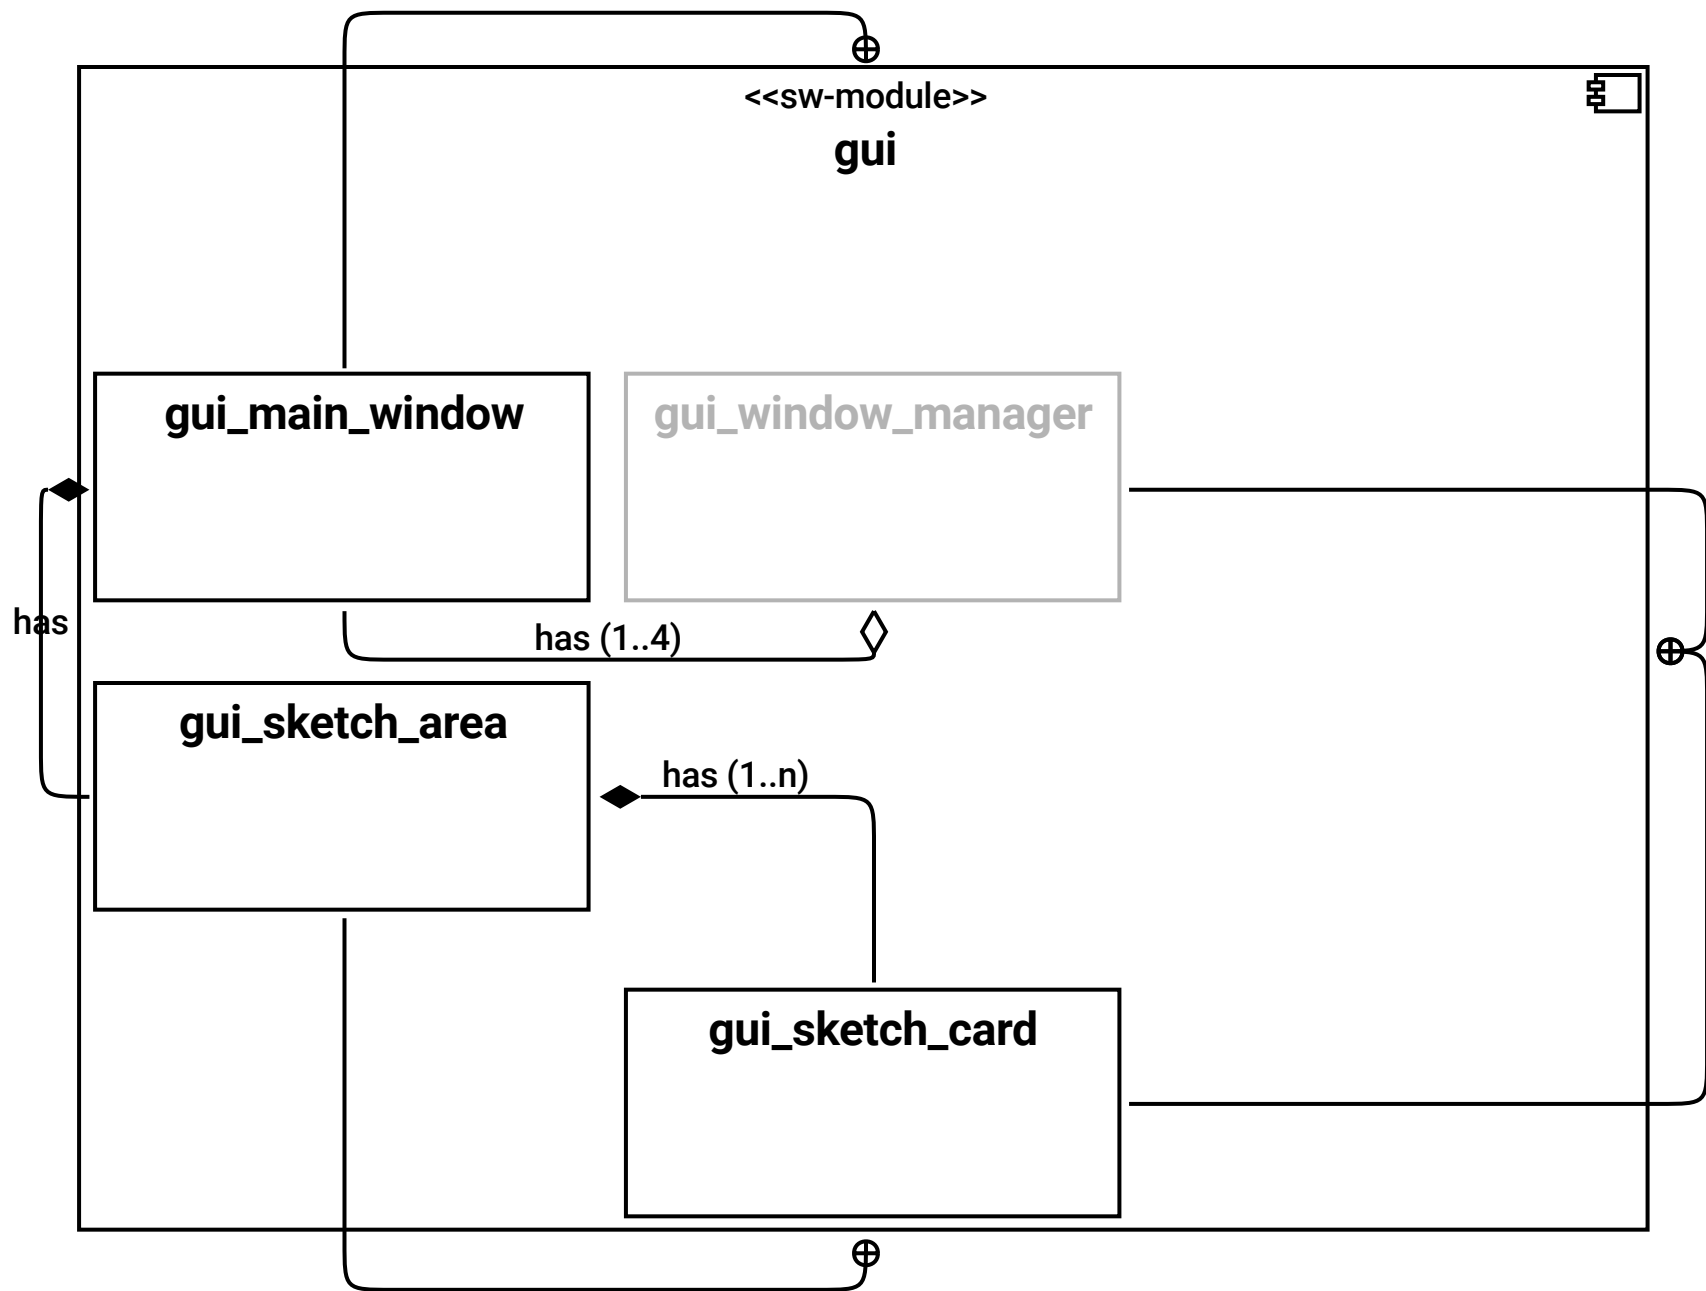 <<sw-module>>
gui
gui_main_window
gui_window_manager
has
has (1..4)
gui_sketch_area
has (1..n)
gui_sketch_card